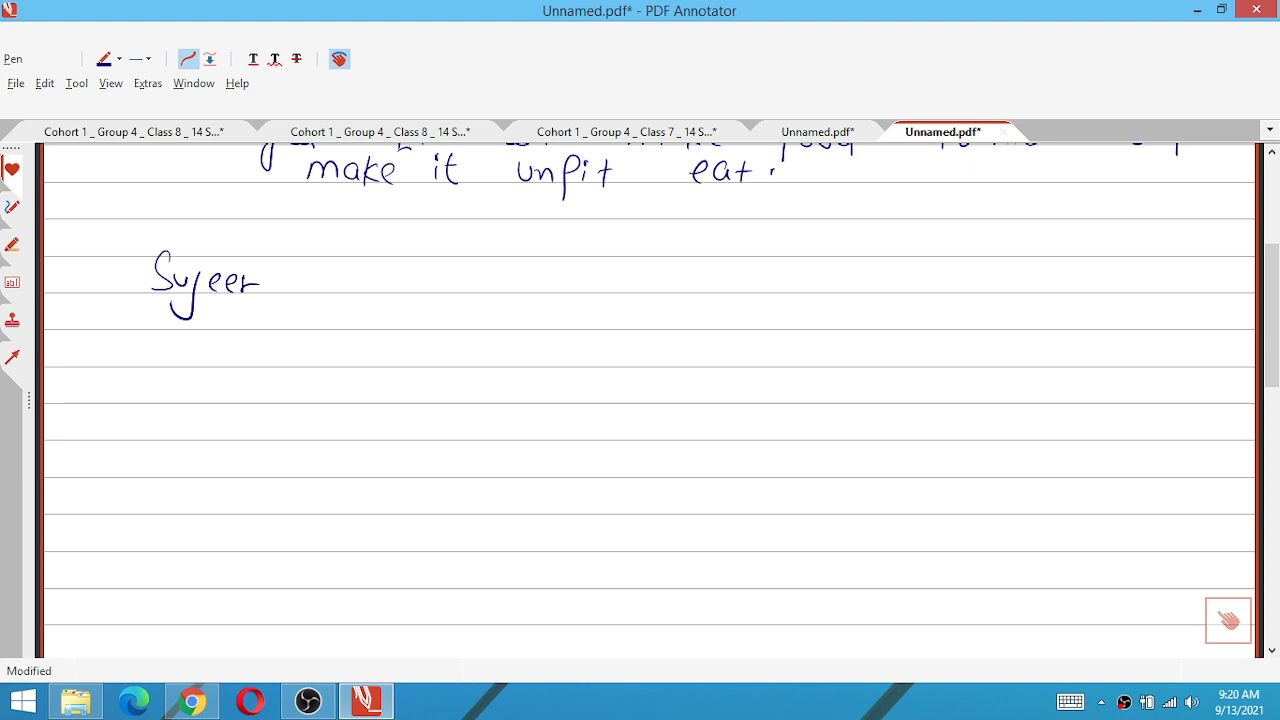 Unnamed.pdf* - PDF Annotator
Pen
T T T
File Edit Tool View Extras Window Help
Cohort 1 _ Group 4 _ Class 8 _ 14 S...* Cohort 1 _ Group 4 _ Class 8 _ 14 S...* Cohort 1 _ Group 4 _ Class 7 _ 14 S...* Unnamed.pdf* Unnamed.pdf*
make it unfit eat.
Sujeer
Modified
9:20 AM
9/13/2021